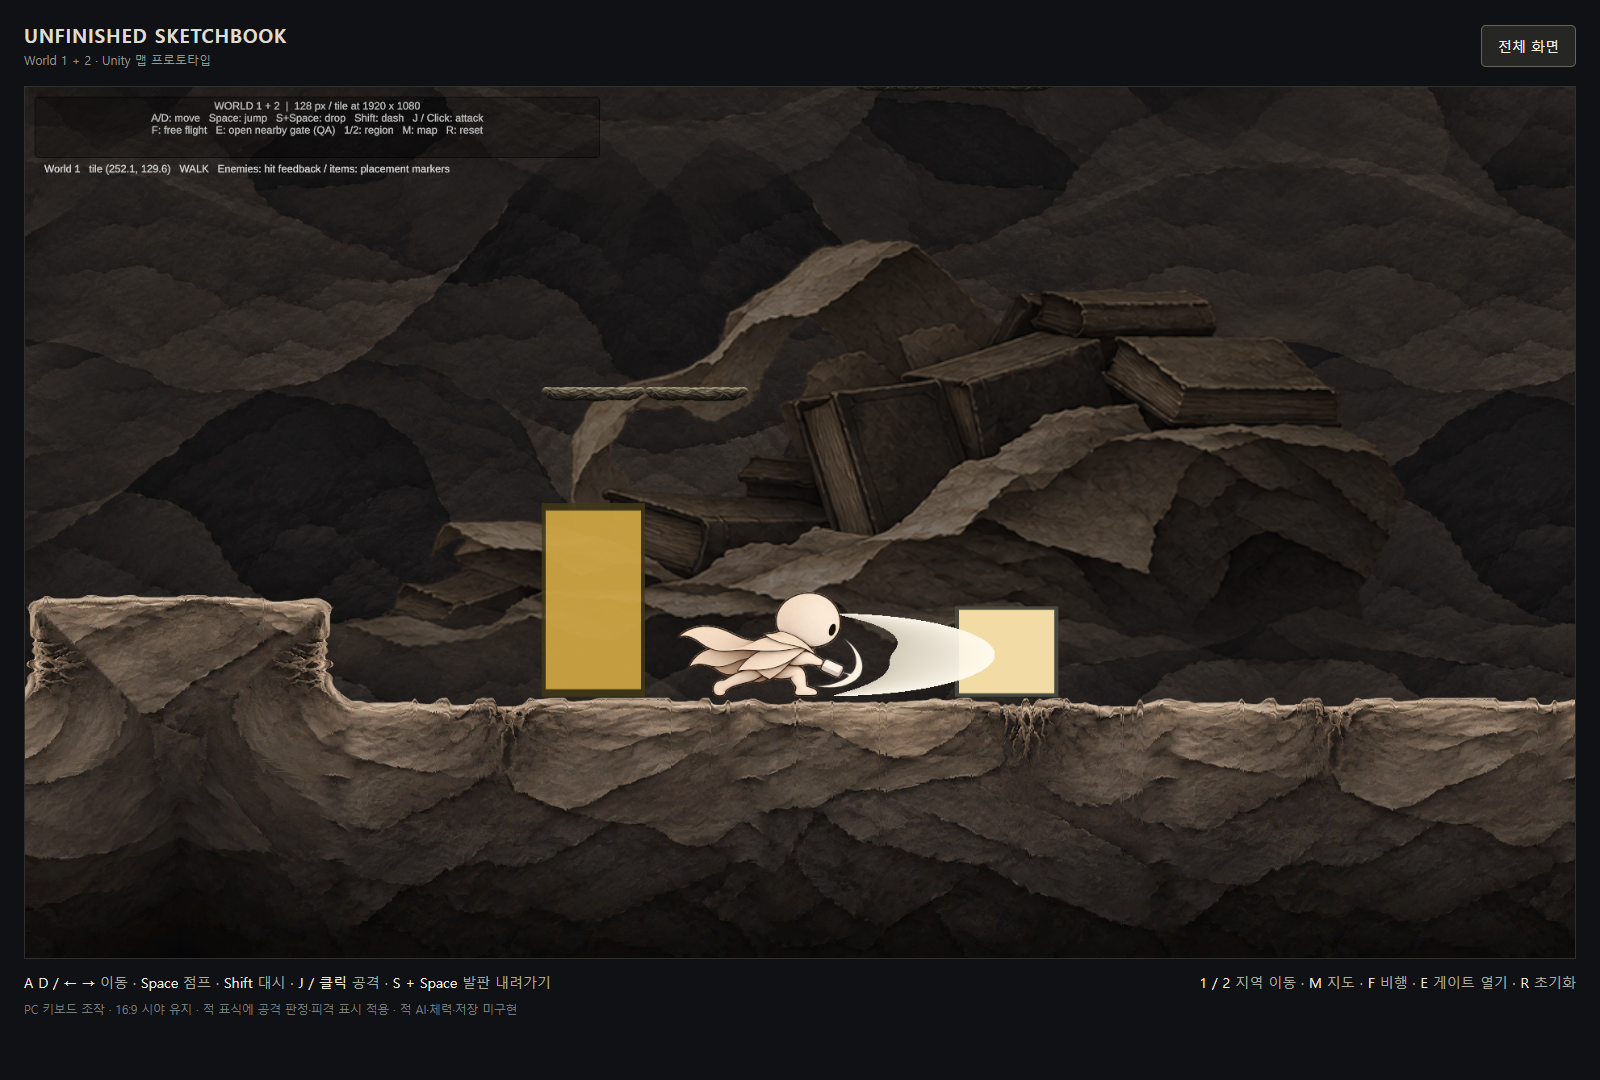 UNFINISHED SKETCHBOOK
World 1 + 2 · Unity 맵 프로토타입
전체 화면
WORLD 1 + 2 | 128 px / tile at 1920 x 1080
A/D: move Space: jump S+Space: drop Shift: dash J / Click: attack
F: free flight E: open nearby gate (QA) 1/2: region M: map R: reset
World 1 tile (252.1, 129.6) WALK Enemies: hit feedback / items: placement markers
A D / ← → 이동 · Space 점프 · Shift 대시 · J / 클릭 공격 · S + Space 발판 내려가기
1 / 2 지역 이동 · M 지도 · F 비행 · E 게이트 열기 · R 초기화
PC 키보드 조작 · 16:9 시야 유지 · 적 표식에 공격 판정·피격 표시 적용 · 적 AI·체력·저장 미구현